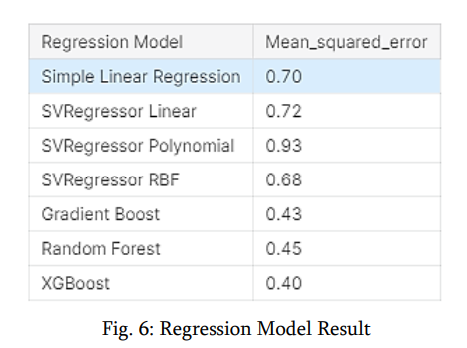 Regression Model Mean_squared_error
Simple Linear Regression 0.70
SVRegressor Linear 0.72
SVRegressor Polynomial 0.93
SVRegressor RBF 0.68
Gradient Boost 0.43
Random Forest 0.45
XGBoost 0.40
Fig. 6: Regression Model Result